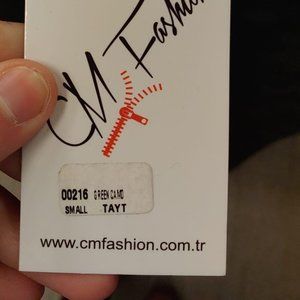 CM Fashion
00216 GREEN CAMO
SMALL TAYT
www.cmfashion.com.tr